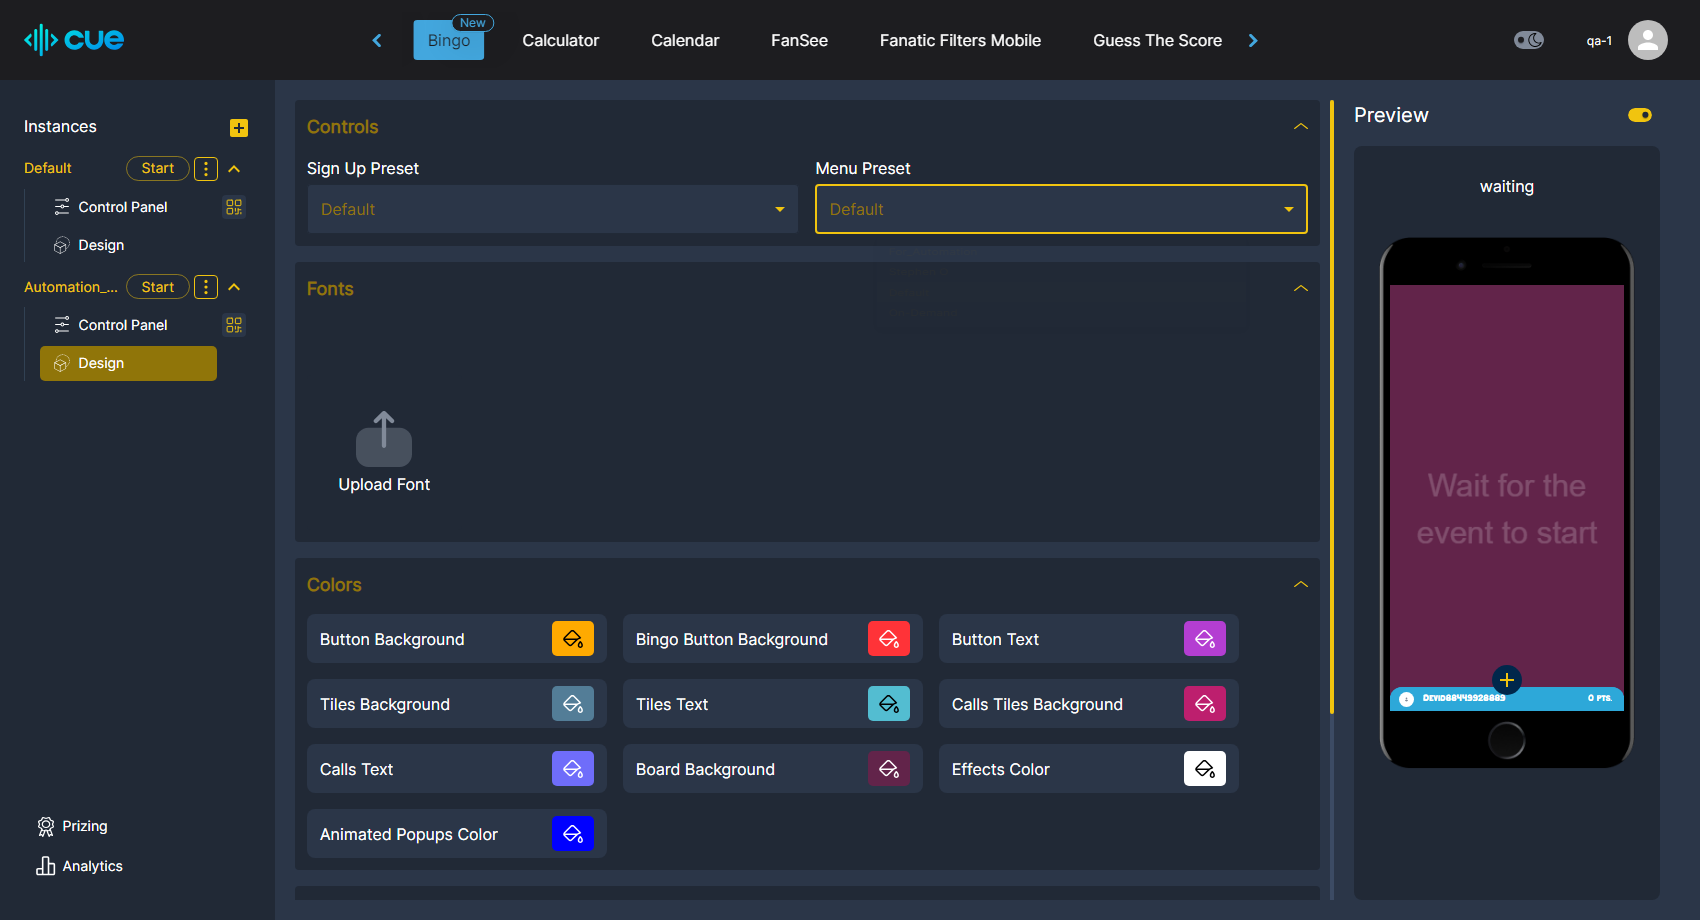 cue
Bingo
New
Calculator
Calendar
FanSee
Fanatic Filters Mobile
Guess The Score
qa-1
Instances
Default
Start
Control Panel
Design
Automation_...
Start
Control Panel
Design
Prizing
Analytics
Controls
Sign Up Preset
Default
Menu Preset
Default
Fonts
Upload Font
Colors
Button Background
Bingo Button Background
Button Text
Tiles Background
Tiles Text
Calls Tiles Background
Calls Text
Board Background
Effects Color
Animated Popups Color
Preview
waiting
Wait for the
event to start
0 PTS.